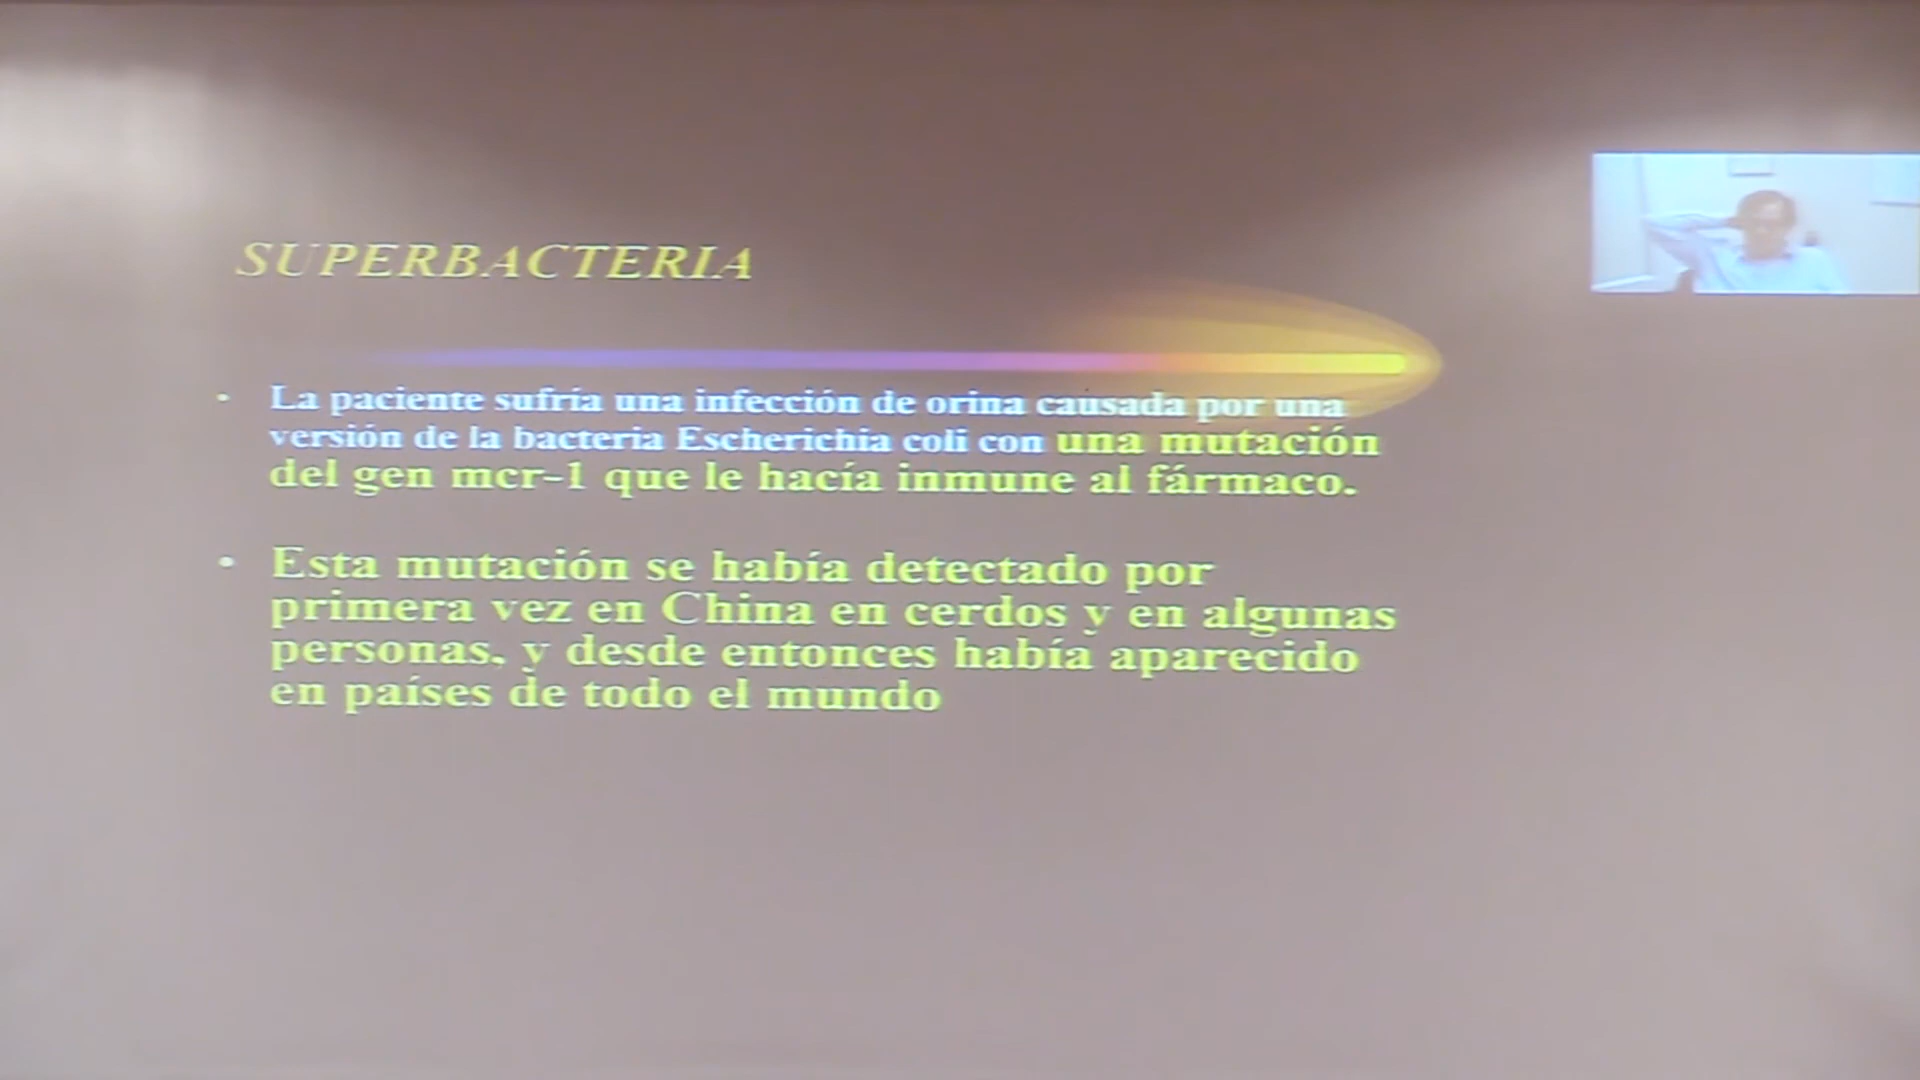 SUPERBACTERIA
• La paciente sufría una infección de orina causada por una
versión de la bacteria Escherichia coli con una mutación
del gen mcr-1 que le hacía inmune al fármaco.
• Esta mutación se había detectado por
primera vez en China en cerdos y en algunas
personas, y desde entonces había aparecido
en países de todo el mundo